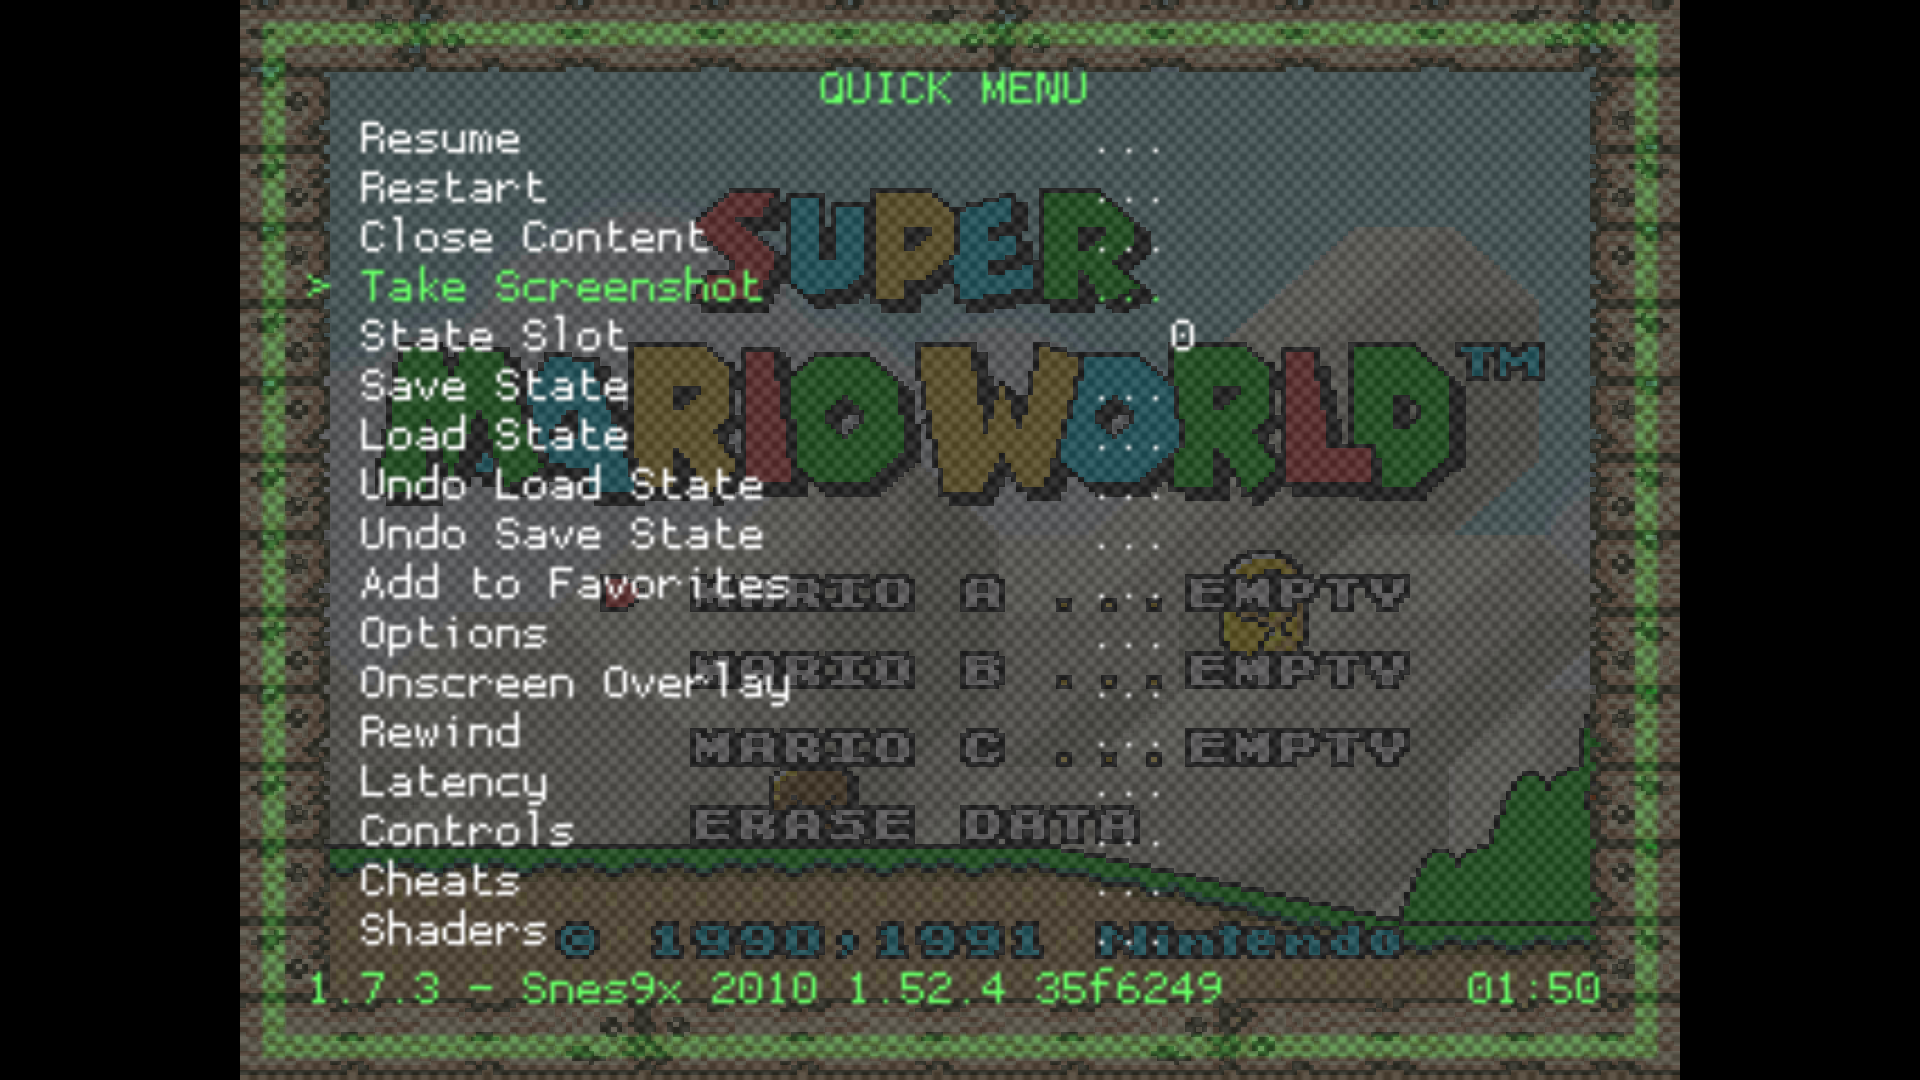 QUICK MENU
Resume ...
Restart ...
Close Content ...
> Take Screenshot ...
State Slot 0
Save State ...
Load State ...
Undo Load State ...
Undo Save State ...
Add to Favorites ...
Options ...
Onscreen Overlay ...
Rewind ...
Latency ...
Controls ...
Cheats ...
Shaders ...
1.7.3 - Snes9x 2010 1.52.4 35f6249 01:50
SUPER
MARIO WORLD™
MARIO A ... EMPTY
MARIO B ... EMPTY
MARIO C ... EMPTY
ERASE DATA
© 1990,1991 Nintendo